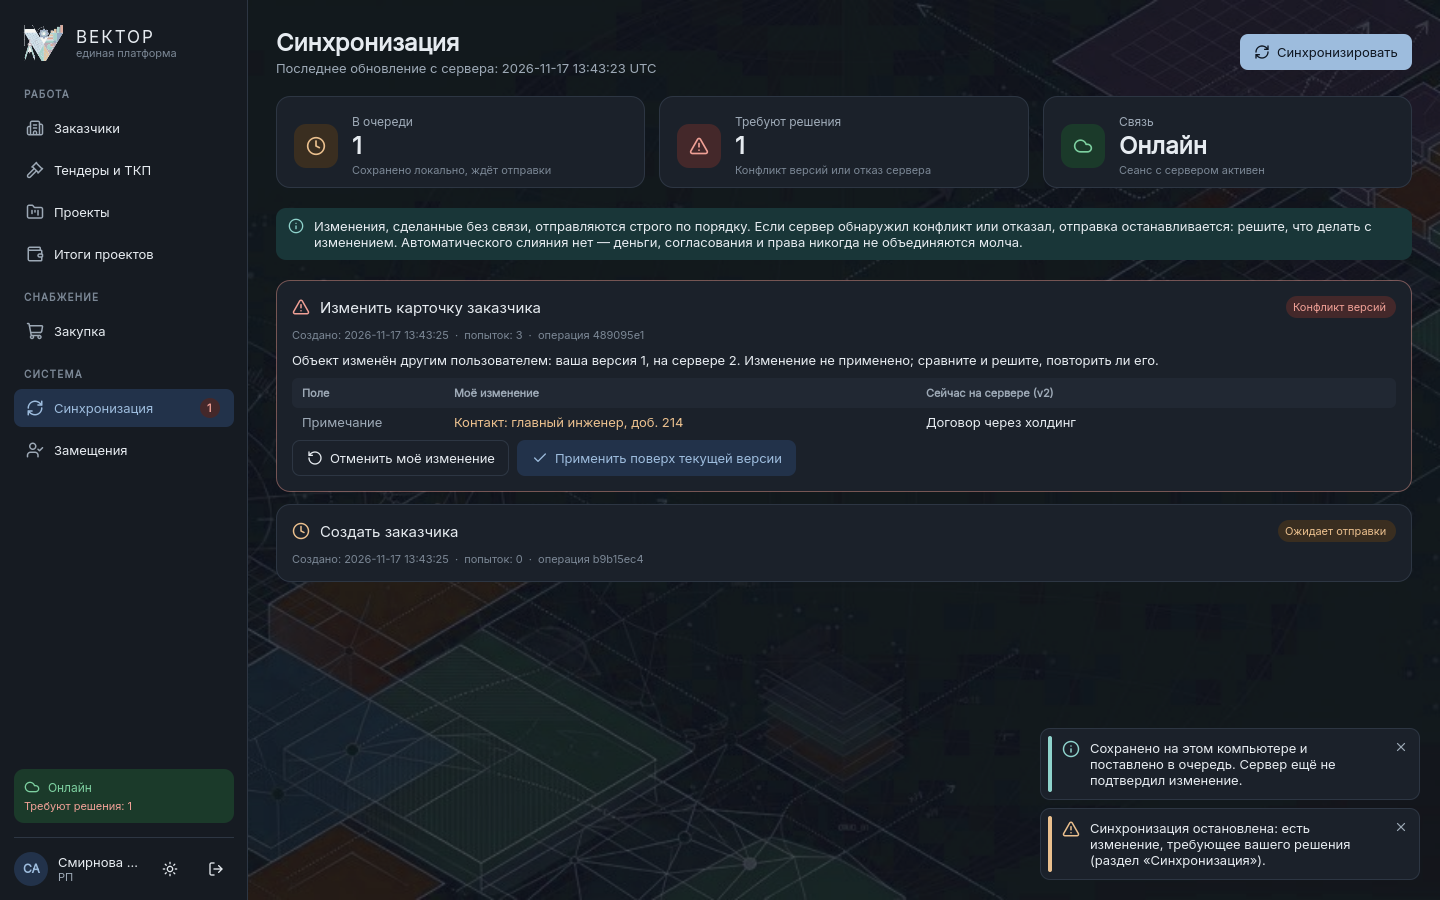 ВЕКТОР
единая платформа
РАБОТА
Заказчики
Тендеры и ТКП
Проекты
Итоги проектов
СНАБЖЕНИЕ
Закупка
СИСТЕМА
Синхронизация 1
Замещения
Онлайн
Требуют решения: 1
СА
Смирнова ...
РП
Синхронизация
Последнее обновление с сервера: 2026-11-17 13:43:23 UTC
Синхронизировать
В очереди
1
Сохранено локально, ждёт отправки
Требуют решения
1
Конфликт версий или отказ сервера
Связь
Онлайн
Сеанс с сервером активен
Изменения, сделанные без связи, отправляются строго по порядку. Если сервер обнаружил конфликт или отказал, отправка останавливается: решите, что делать с
изменением. Автоматического слияния нет — деньги, согласования и права никогда не объединяются молча.
Изменить карточку заказчика
Конфликт версий
Создано: 2026-11-17 13:43:25 · попыток: 3 · операция 489095e1
Объект изменён другим пользователем: ваша версия 1, на сервере 2. Изменение не применено; сравните и решите, повторить ли его.
Поле Моё изменение Сейчас на сервере (v2)
Примечание Контакт: главный инженер, доб. 214 Договор через холдинг
Отменить моё изменение
Применить поверх текущей версии
Создать заказчика
Ожидает отправки
Создано: 2026-11-17 13:43:25 · попыток: 0 · операция b9b15ec4
Сохранено на этом компьютере и
поставлено в очередь. Сервер ещё не
подтвердил изменение.
Синхронизация остановлена: есть
изменение, требующее вашего решения
(раздел «Синхронизация»).